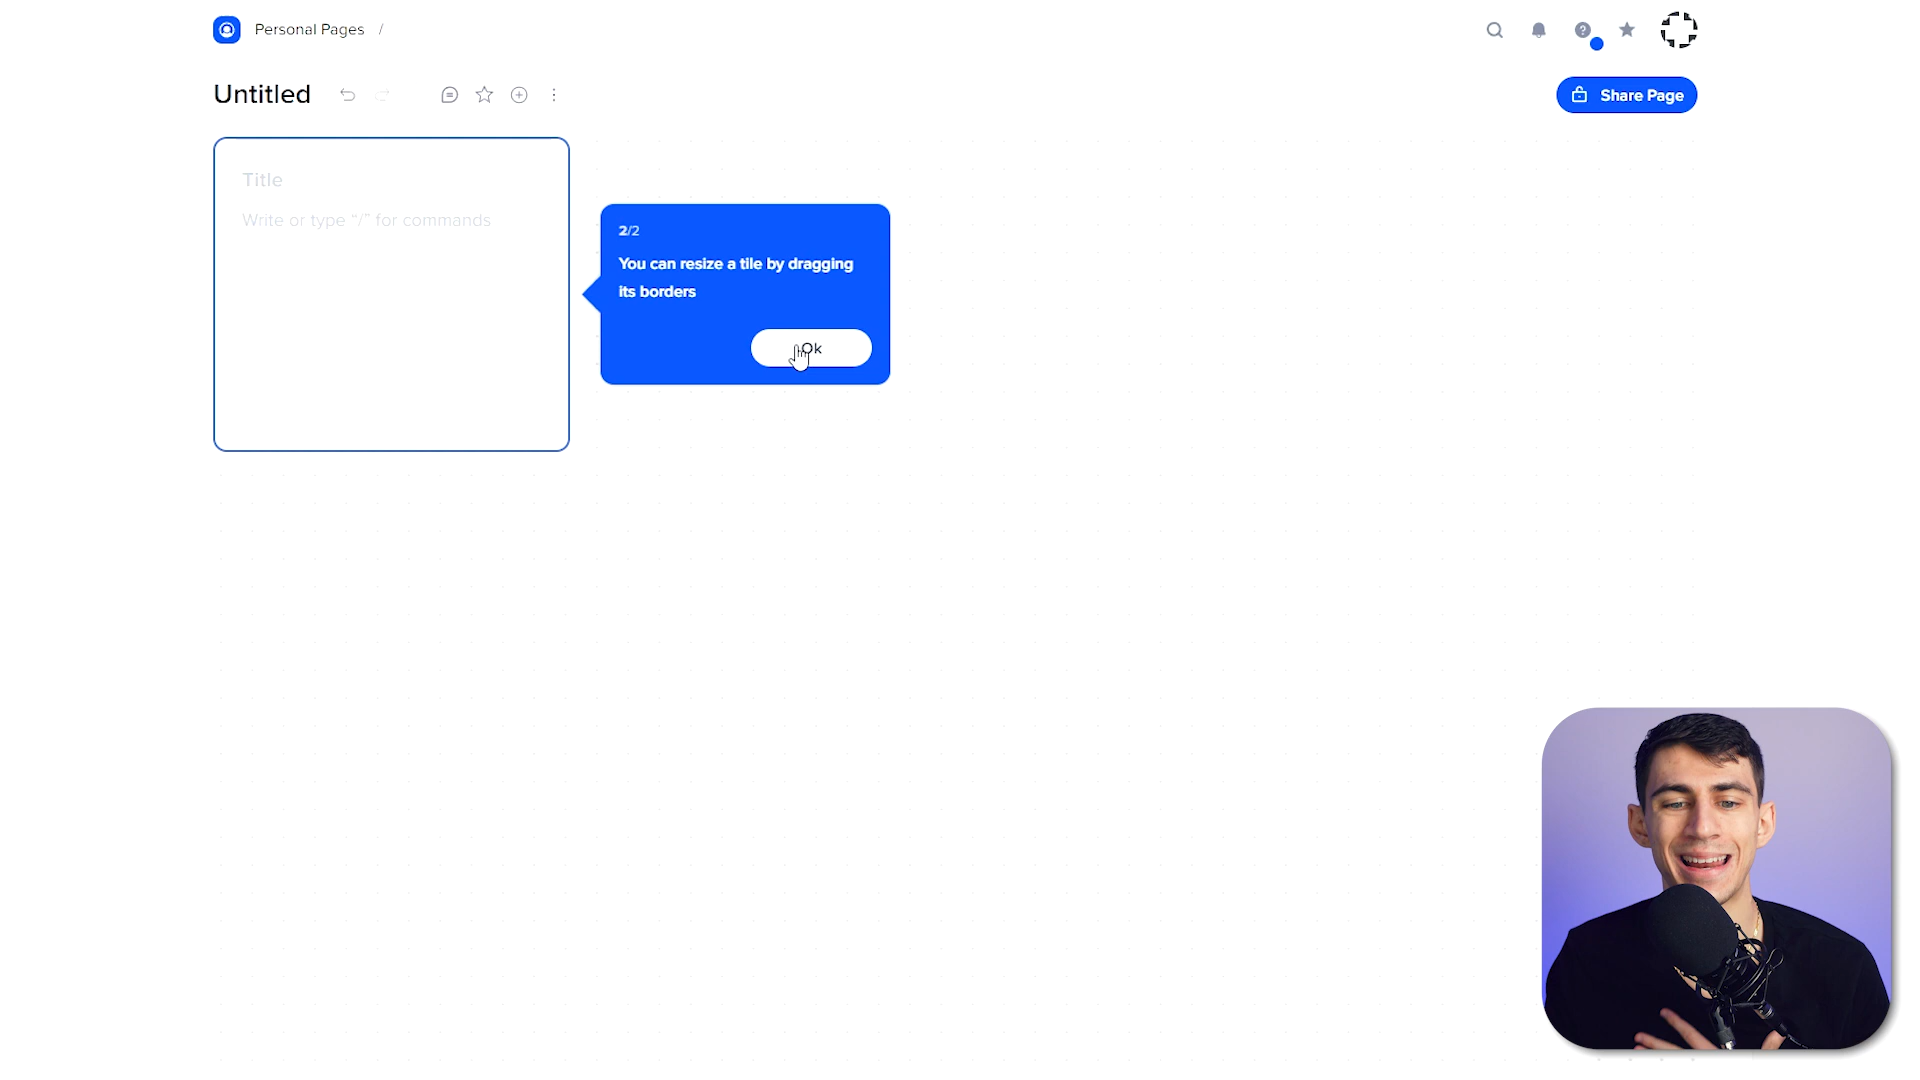 Personal Pages /
Untitled
Share Page
Title
Write or type “/” for commands
2/2
You can resize a tile by dragging
its borders
Ok